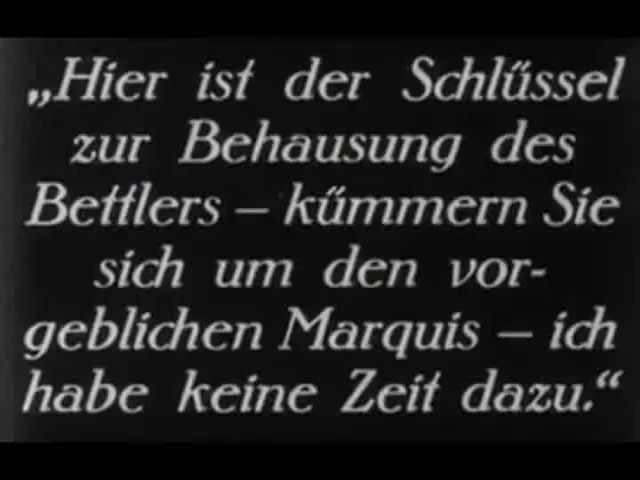 „Hier ist der Schlüssel
zur Behausung des
Bettlers – kümmern Sie
sich um den vor-
geblichen Marquis – ich
habe keine Zeit dazu.“